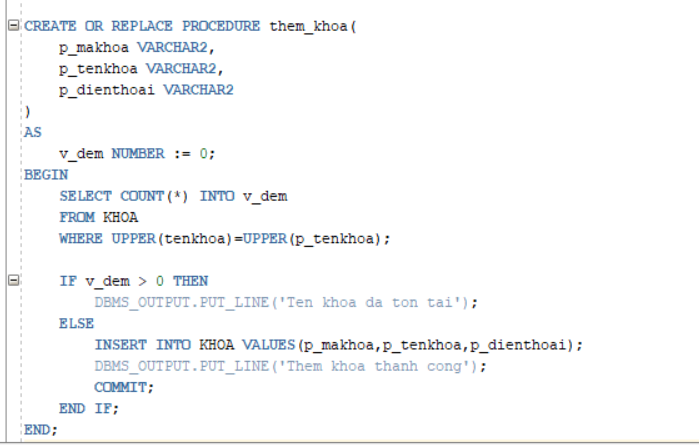 CREATE OR REPLACE PROCEDURE them_khoa(
    p_makhoa VARCHAR2,
    p_tenkhoa VARCHAR2,
    p_dienthoai VARCHAR2
)
AS
    v_dem NUMBER := 0;
BEGIN
    SELECT COUNT(*) INTO v_dem
    FROM KHOA
    WHERE UPPER(tenkhoa)=UPPER(p_tenkhoa);
    IF v_dem > 0 THEN
        DBMS_OUTPUT.PUT_LINE('Ten khoa da ton tai');
    ELSE
        INSERT INTO KHOA VALUES(p_makhoa,p_tenkhoa,p_dienthoai);
        DBMS_OUTPUT.PUT_LINE('Them khoa thanh cong');
        COMMIT;
    END IF;
END;